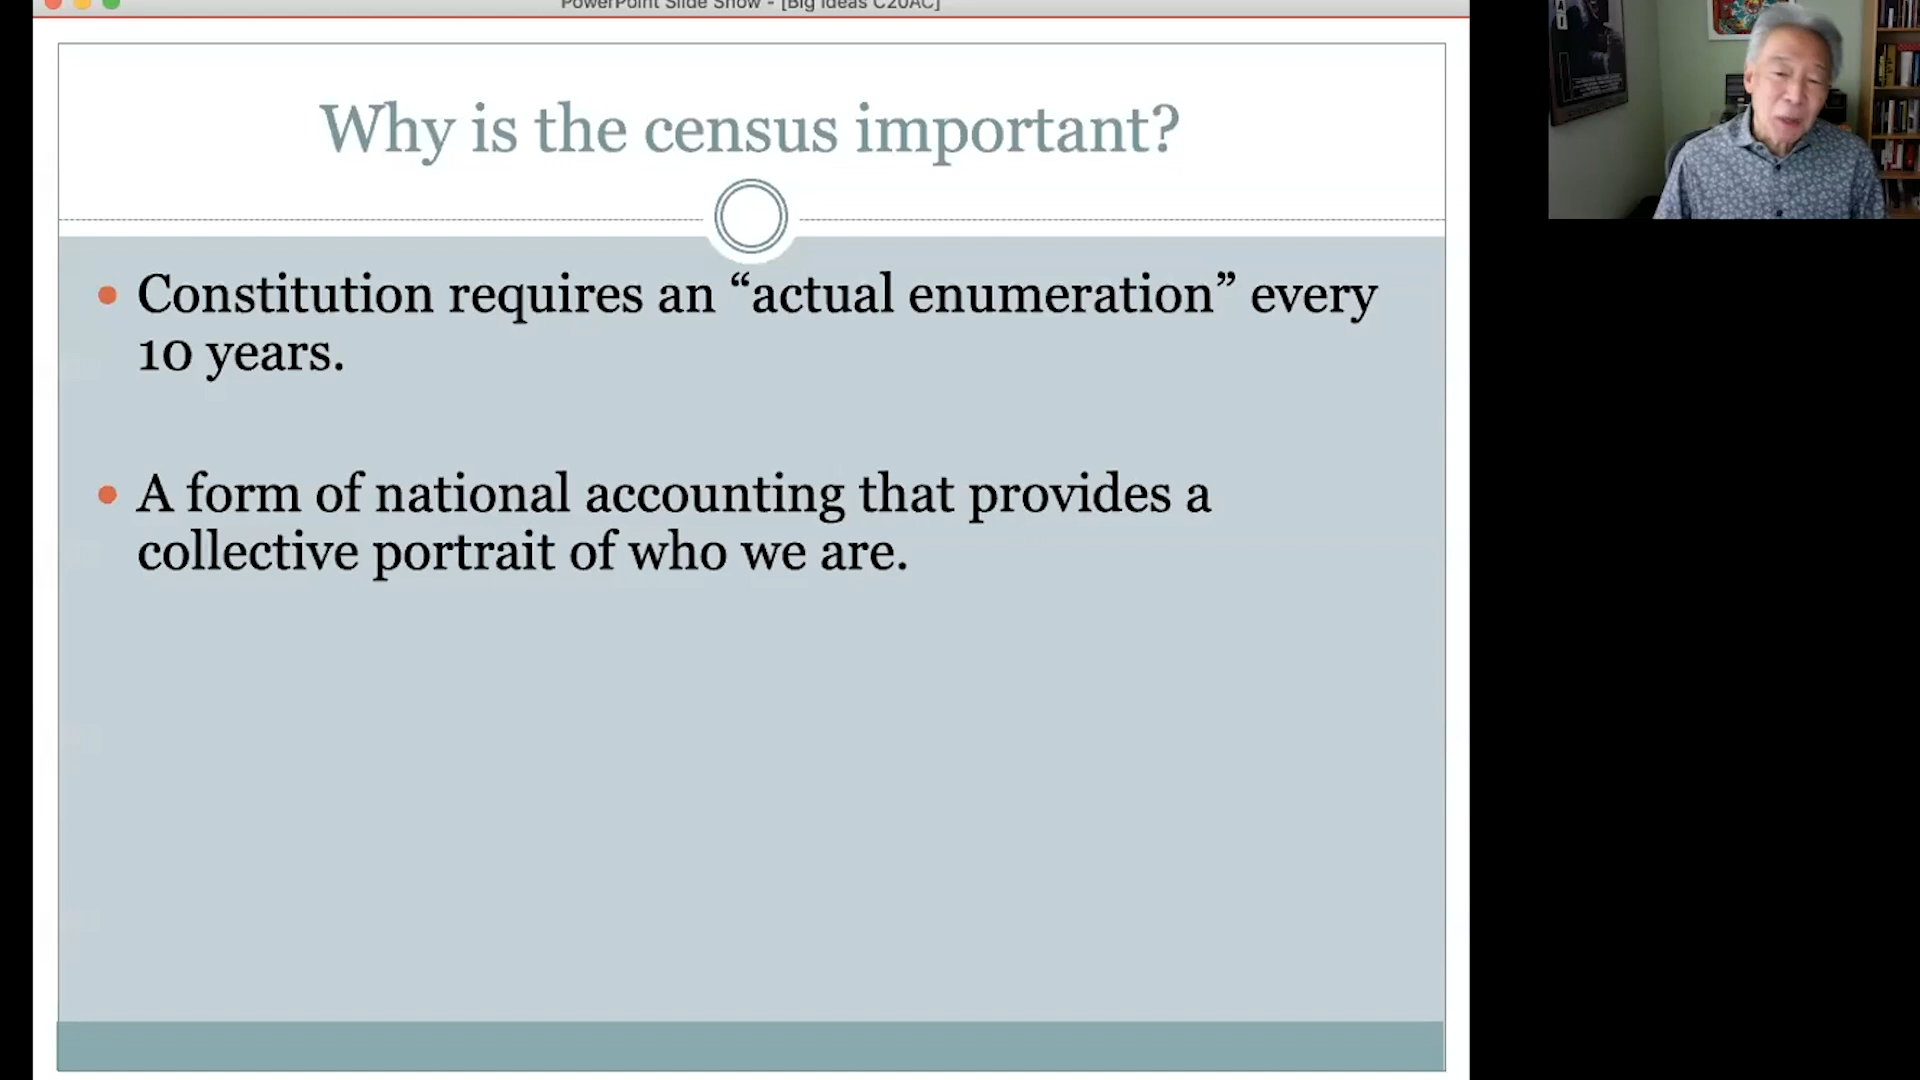 PowerPoint Slide Show - [Big Ideas C20AC]
Why is the census important?
• Constitution requires an “actual enumeration” every
10 years.
• A form of national accounting that provides a
collective portrait of who we are.